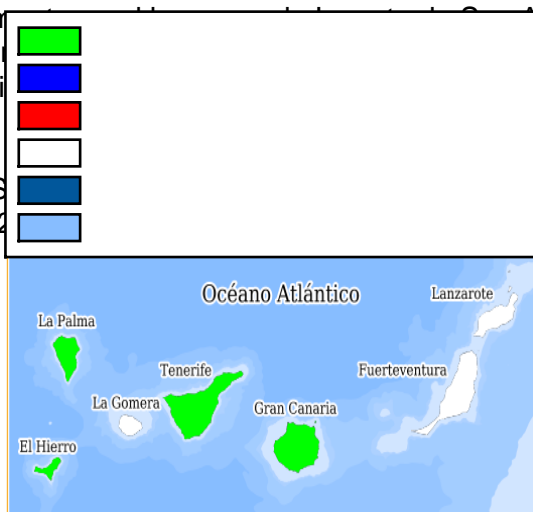 Océano Atlántico
Lanzarote
La Palma
Tenerife
Fuerteventura
La Gomera
Gran Canaria
El Hierro